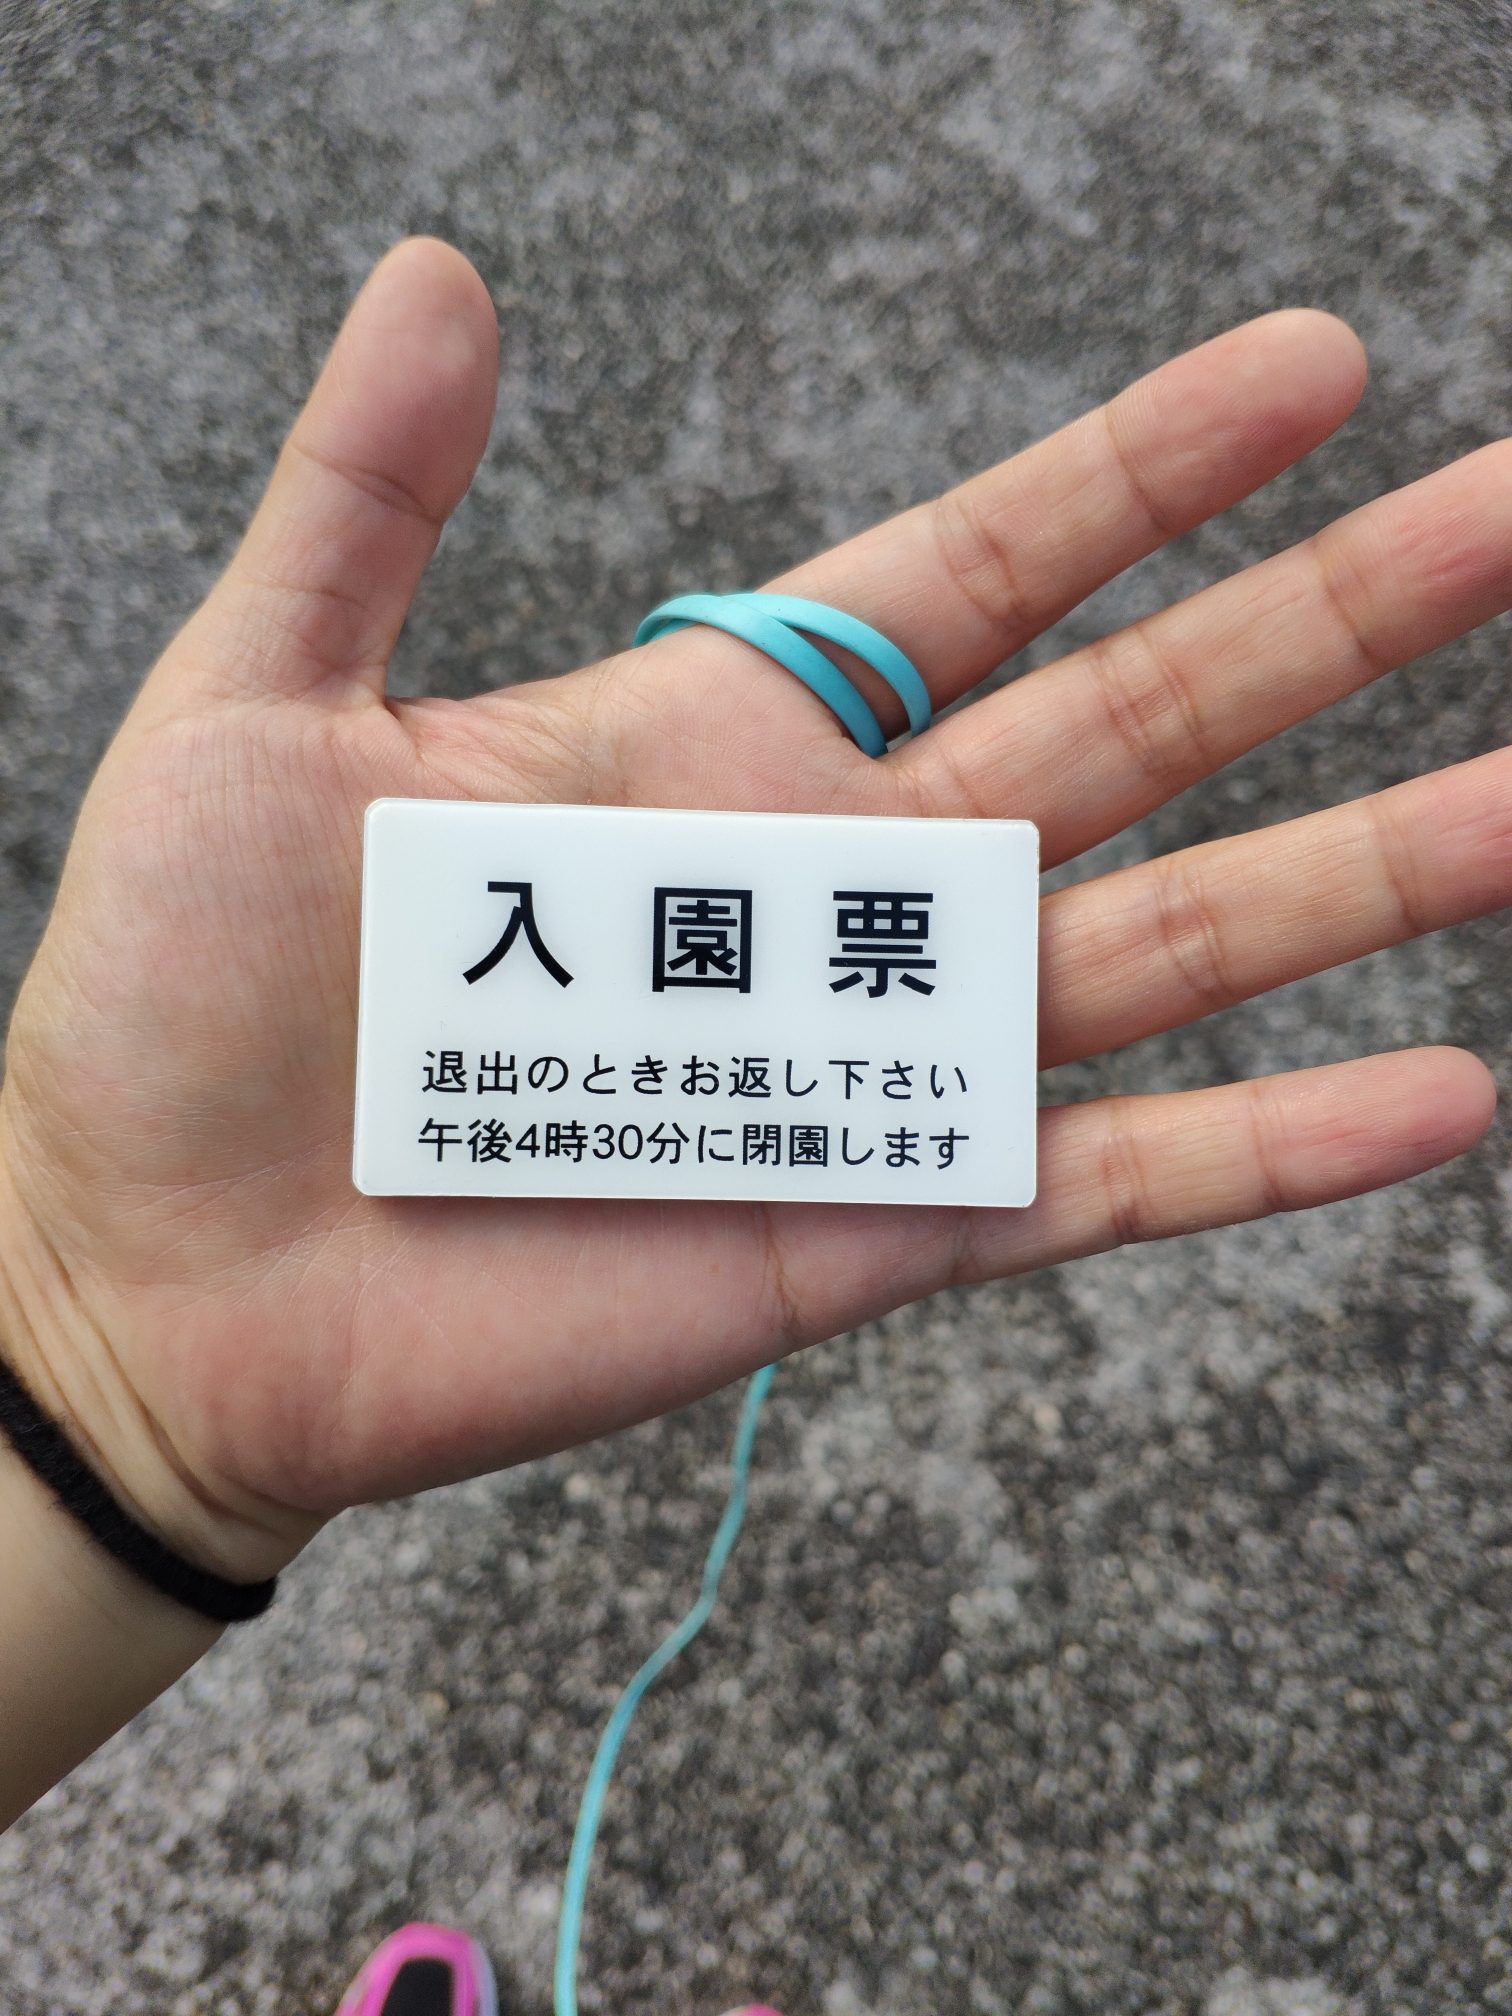 入園票
退出のときお返し下さい
午後4時30分に閉園します